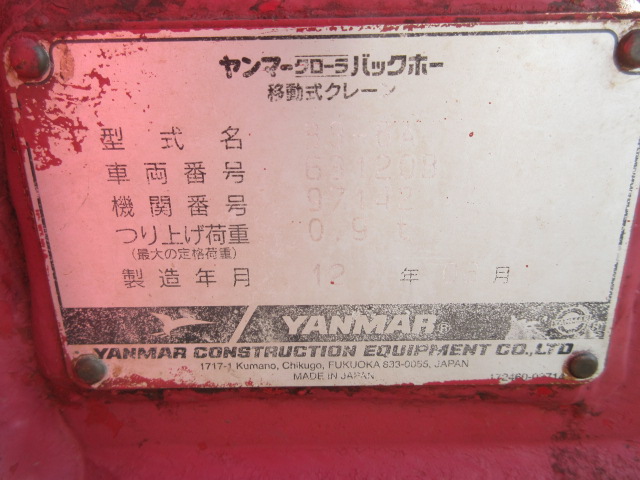 ヤンマークローラバックホー
移動式クレーン
型式名
車両番号
機関番号
つり上げ荷重 0.9
(最大の定格荷重)
製造年月 12 年 月
YANMAR®
YANMAR CONSTRUCTION EQUIPMENT CO., LTD.
1717-1 Kumano, Chikugo, FUKUOKA 833-0055, JAPAN
MADE IN JAPAN